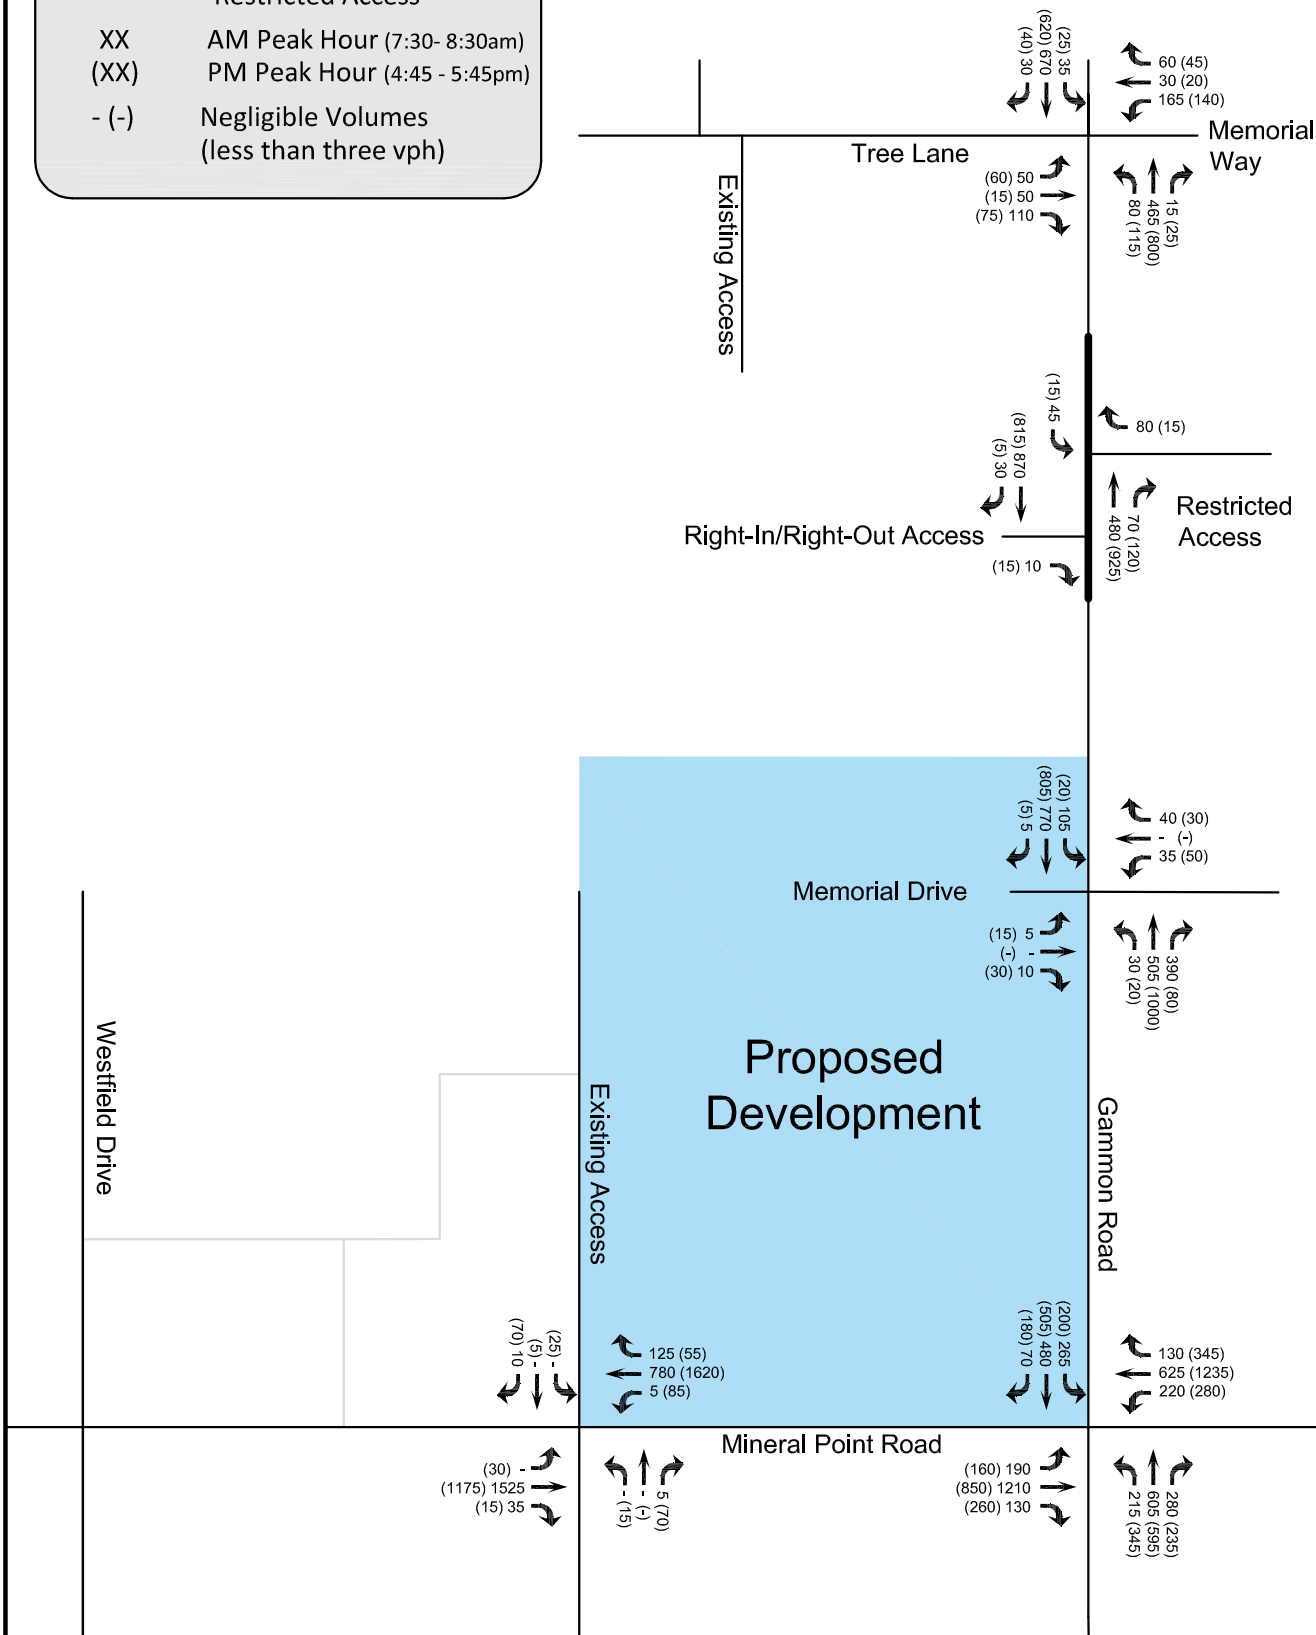 Restricted Access
XX AM Peak Hour (7:30- 8:30am)
(XX) PM Peak Hour (4:45 - 5:45pm)
- (-) Negligible Volumes
(less than three vph)
(25) 35
(620) 670
(40) 30
60 (45)
30 (20)
165 (140)
Memorial
Way
Tree Lane
(60) 50
(15) 50
(75) 110
15 (25)
465 (800)
80 (115)
Existing Access
(15) 45
80 (15)
(815) 870
(5) 30
Right-In/Right-Out Access
(15) 10
70 (120)
480 (925)
Restricted
Access
(20) 105
(805) 770
(5) 5
40 (30)
- (-)
35 (50)
Memorial Drive
(15) 5
(-) -
(30) 10
390 (80)
505 (1000)
30 (20)
Proposed
Development
Westfield Drive
Existing Access
Gammon Road
(25) -
(5) -
(70) 10
125 (55)
780 (1620)
5 (85)
(200) 265
(505) 480
(180) 70
130 (345)
625 (1235)
220 (280)
Mineral Point Road
(30) -
(1175) 1525
(15) 35
5 (70)
- (-)
- (15)
(160) 190
(850) 1210
(260) 130
280 (235)
605 (595)
215 (345)